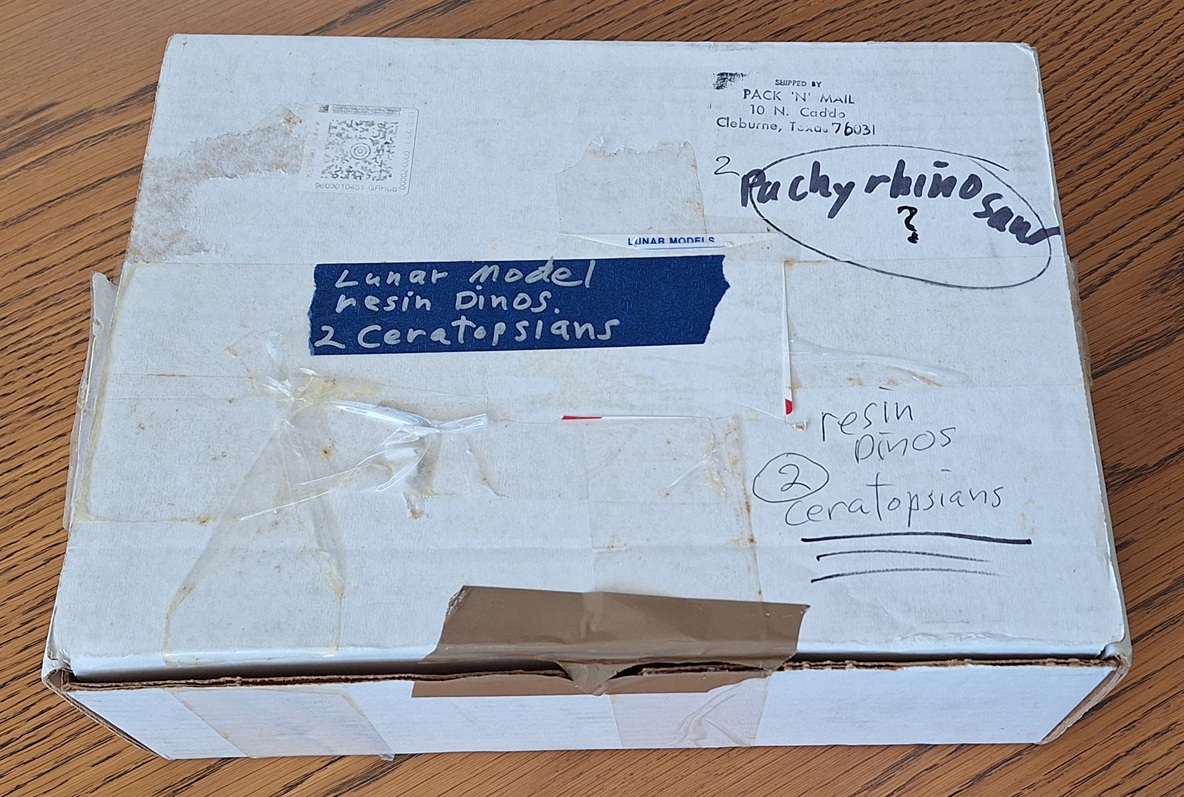 SHIPPED BY
PACK 'N' MAIL
10 N. Caddo
Cleburne, Texas 76031
2 Pachyrhinosaur
?
LUNAR MODELS
Lunar Model
resin Dinos.
2 Ceratopsians
resin
Dinos
2
Ceratopsians